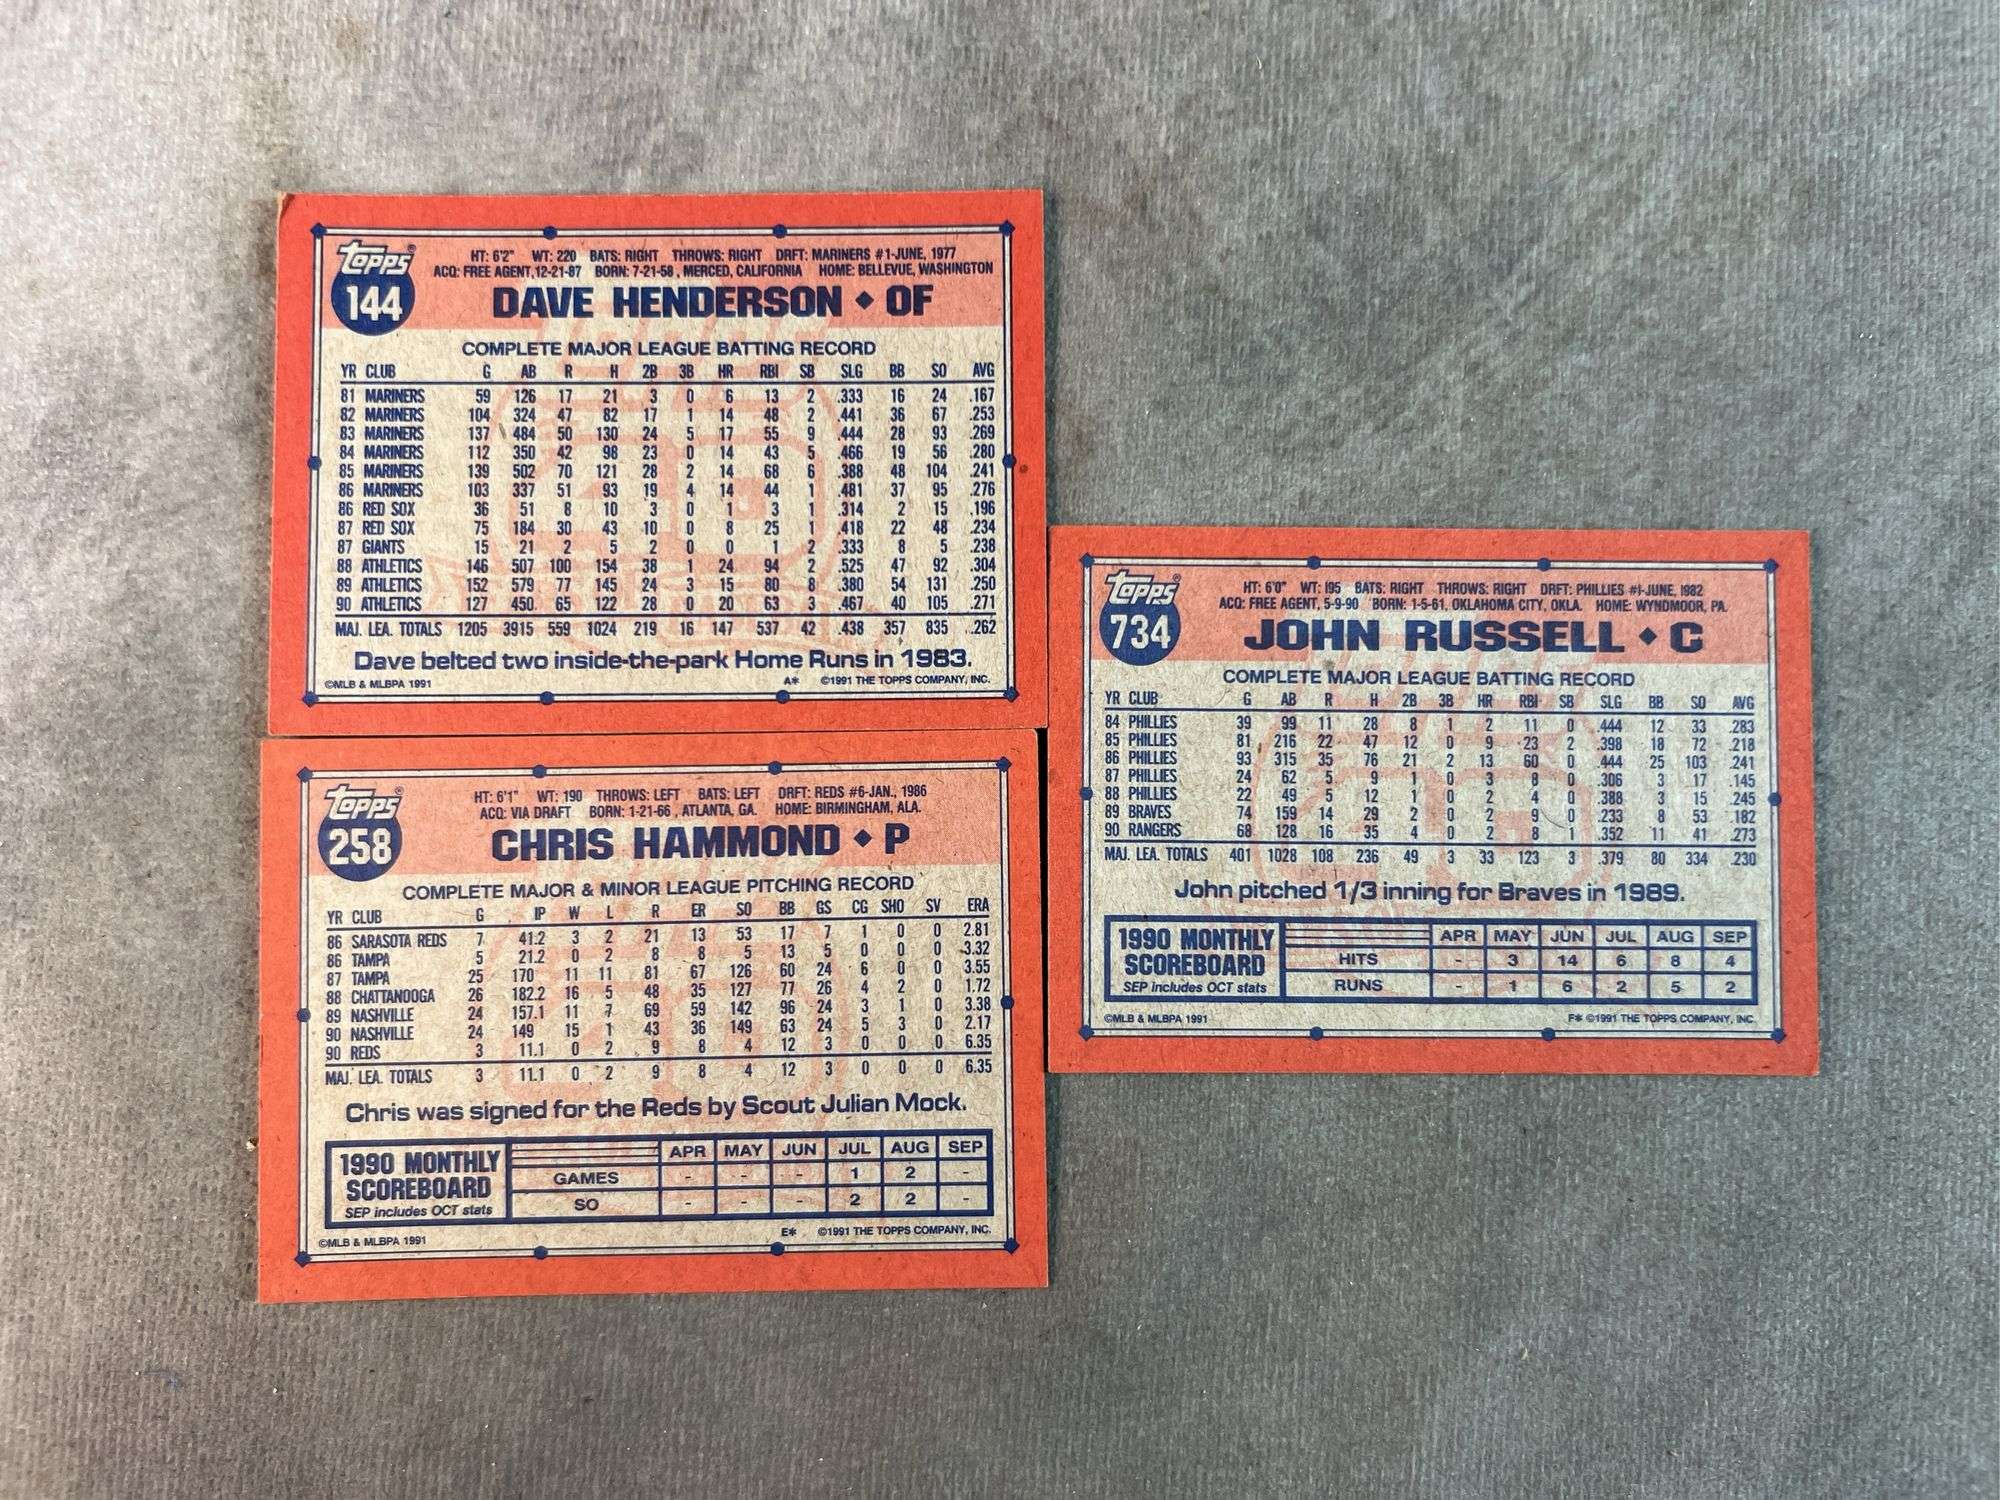 Topps
144
HT: 6'2" WT: 220 BATS: RIGHT THROWS: RIGHT DRFT: MARINERS #1-JUNE, 1977
ACQ: FREE AGENT, 12-21-87 BORN: 7-21-58, MERCED, CALIFORNIA HOME: BELLEVUE, WASHINGTON
DAVE HENDERSON ◆ OF
COMPLETE MAJOR LEAGUE BATTING RECORD
YR CLUB G AB R H 2B 3B HR RBI SB SLG BB SO AVG
81 MARINERS 59 126 17 21 3 0 6 13 2 .333 16 24 .167
82 MARINERS 104 324 47 82 17 1 14 48 2 .441 36 67 .253
83 MARINERS 137 484 50 130 24 5 17 55 9 .444 28 93 .269
84 MARINERS 112 350 42 98 23 0 14 43 5 .466 19 56 .280
85 MARINERS 139 502 70 121 28 2 14 68 6 .388 48 104 .241
86 MARINERS 103 337 51 93 19 4 14 44 1 .481 37 95 .276
86 RED SOX 36 51 8 10 3 0 1 3 1 .314 2 15 .196
87 RED SOX 75 184 30 43 10 0 8 25 1 .418 22 48 .234
87 GIANTS 15 21 2 5 2 0 0 1 2 .333 8 5 .238
88 ATHLETICS 146 507 100 154 38 1 24 94 2 .525 47 92 .304
89 ATHLETICS 152 579 77 145 24 3 15 80 8 .380 54 131 .250
90 ATHLETICS 127 450 65 122 28 0 20 63 3 .467 40 105 .271
MAJ. LEA. TOTALS 1205 3915 559 1024 219 16 147 537 42 .438 357 835 .262
Dave belted two inside-the-park Home Runs in 1983.
©MLB & MLBPA 1991 A* ©1991 THE TOPPS COMPANY, INC.
Topps
258
HT: 6'1" WT: 190 THROWS: LEFT BATS: LEFT DRFT: REDS #6-JAN., 1986
ACQ: VIA DRAFT BORN: 1-21-66, ATLANTA, GA. HOME: BIRMINGHAM, ALA.
CHRIS HAMMOND ◆ P
COMPLETE MAJOR & MINOR LEAGUE PITCHING RECORD
YR CLUB G IP W L R ER SO BB GS CG SHO SV ERA
86 SARASOTA REDS 7 41.2 3 2 21 13 53 17 7 1 0 0 2.81
86 TAMPA 5 21.2 0 2 8 8 5 13 5 0 0 0 3.32
87 TAMPA 25 170 11 11 81 67 126 60 24 6 0 0 3.55
88 CHATTANOOGA 26 182.2 16 5 48 35 127 77 26 4 2 0 1.72
89 NASHVILLE 24 157.1 11 7 69 59 142 96 24 3 1 0 3.38
90 NASHVILLE 24 149 15 1 43 36 149 63 24 5 3 0 2.17
90 REDS 3 11.1 0 2 9 8 4 12 3 0 0 0 6.35
MAJ. LEA. TOTALS 3 11.1 0 2 9 8 4 12 3 0 0 0 6.35
Chris was signed for the Reds by Scout Julian Mock.
1990 MONTHLY SCOREBOARD
SEP includes OCT stats
APR MAY JUN JUL AUG SEP
GAMES - - - 1 2 -
SO - - - 2 2 -
©MLB & MLBPA 1991 E* ©1991 THE TOPPS COMPANY, INC.
Topps
734
HT: 6'0" WT: 195 BATS: RIGHT THROWS: RIGHT DRFT: PHILLIES #1-JUNE, 1982
ACQ: FREE AGENT, 5-9-90 BORN: 1-5-61, OKLAHOMA CITY, OKLA. HOME: WYNDMOOR, PA.
JOHN RUSSELL ◆ C
COMPLETE MAJOR LEAGUE BATTING RECORD
YR CLUB G AB R H 2B 3B HR RBI SB SLG BB SO AVG
84 PHILLIES 39 99 11 28 8 1 2 11 0 .444 12 33 .283
85 PHILLIES 81 216 22 47 12 0 9 23 2 .398 18 72 .218
86 PHILLIES 93 315 35 76 21 2 13 60 0 .444 25 103 .241
87 PHILLIES 24 62 5 9 1 0 3 8 0 .306 3 17 .145
88 PHILLIES 22 49 5 12 1 0 2 4 0 .388 3 15 .245
89 BRAVES 74 159 14 29 2 0 2 9 0 .233 8 53 .182
90 RANGERS 68 128 16 35 4 0 2 8 1 .352 11 41 .273
MAJ. LEA. TOTALS 401 1028 108 236 49 3 33 123 3 .379 80 334 .230
John pitched 1/3 inning for Braves in 1989.
1990 MONTHLY SCOREBOARD
SEP includes OCT stats
APR MAY JUN JUL AUG SEP
HITS - 3 14 6 8 4
RUNS - 1 6 2 5 2
©MLB & MLBPA 1991 F* ©1991 THE TOPPS COMPANY, INC.